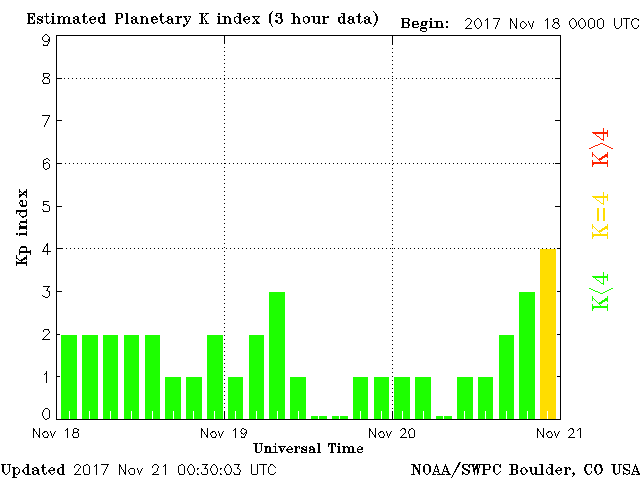 Estimated Planetary K index (3 hour data) Begin: 2017 Nov 18 0000 UTC
9
8
7
6
5
4
3
2
1
0
Kp index
K>4
K=4
K<4
Nov 18 Nov 19 Nov 20 Nov 21
Universal Time
Updated 2017 Nov 21 00:30:03 UTC NOAA/SWPC Boulder, CO USA